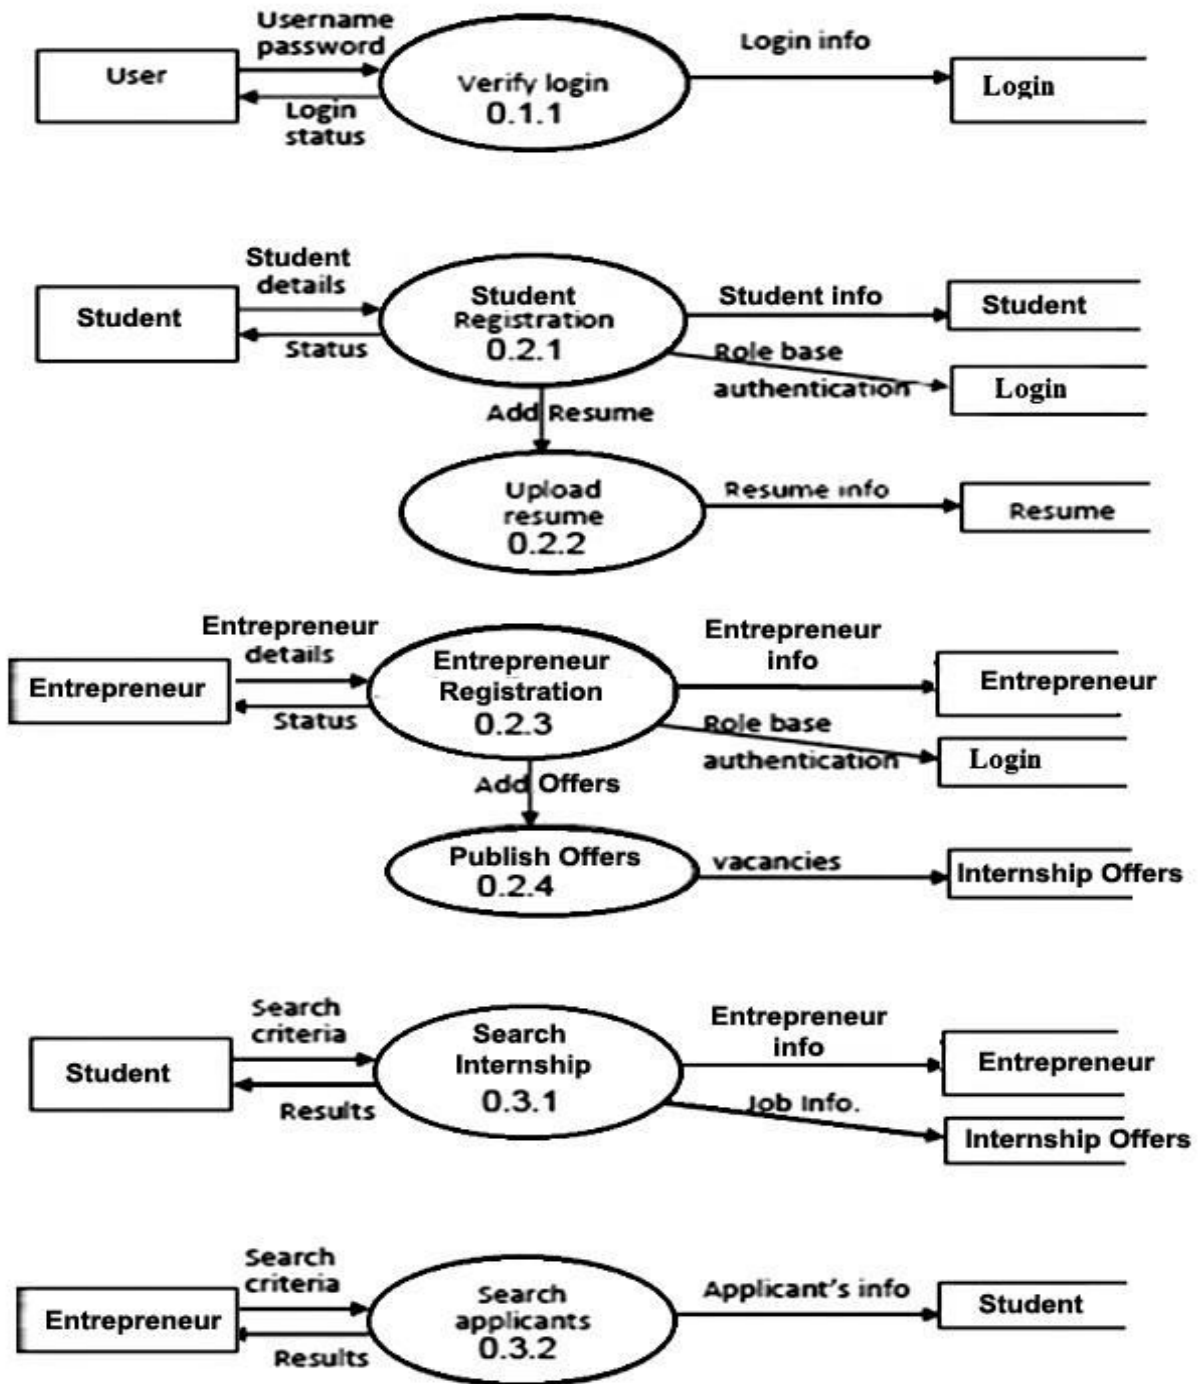 Username
password
Login info
User
Verify login
0.1.1
Login
Login
status
Student
details
Student
Student
Registration
0.2.1
Student info
Student
Status
Role base
authentication
Login
Add Resume
Upload
resume
0.2.2
Resume info
Resume
Entrepreneur
details
Entrepreneur
Entrepreneur
Registration
0.2.3
Entrepreneur
info
Entrepreneur
Status
Role base
authentication
Login
Add Offers
Publish Offers
0.2.4
vacancies
Internship Offers
Search
criteria
Student
Search
Internship
0.3.1
Entrepreneur
info
Entrepreneur
Results
Job Info.
Internship Offers
Search
criteria
Entrepreneur
Search
applicants
0.3.2
Applicant's info
Student
Results